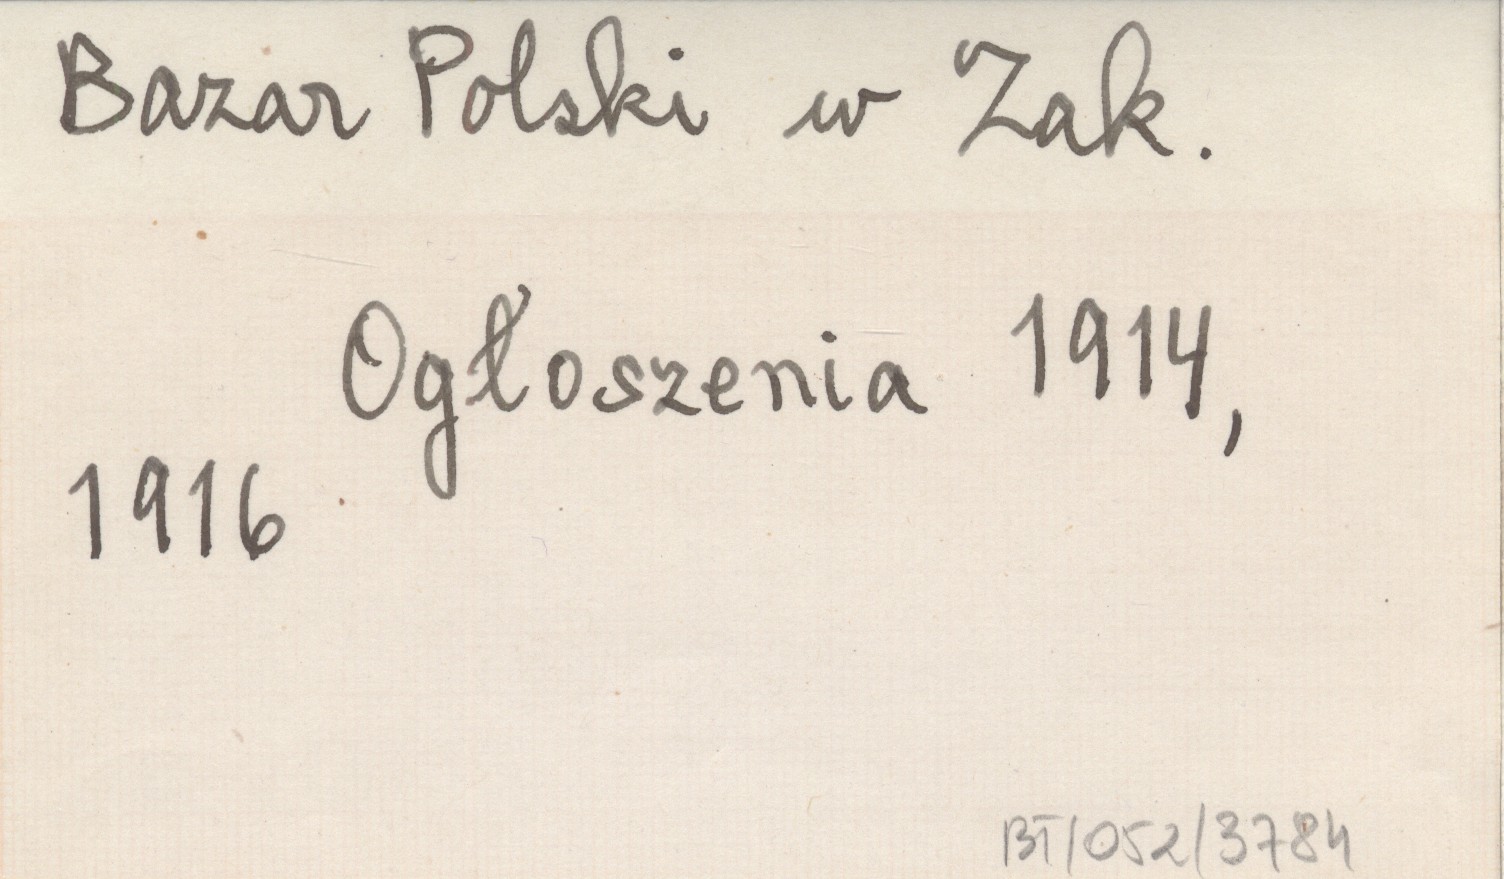 Bazar Polski w Zak.
Ogłoszenia 1914,
1916
BT/052/3784